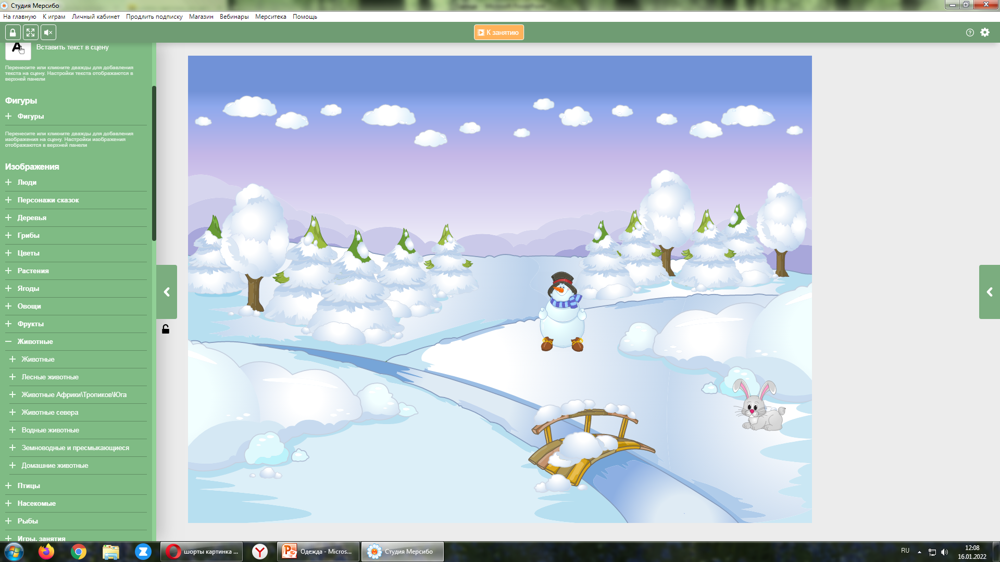 Студия Мерсибо
На главную К играм Личный кабинет Продлить подписку Магазин Вебинары Мерситека Помощь
К занятию
?
A
Вставить текст в сцену
Перенесите или кликните дважды для добавления
текста на сцену. Настройки текста отображаются в
верхней панели
Фигуры
Фигуры
Перенесите или кликните дважды для добавления
изображения на сцену. Настройки изображения
отображаются в верхней панели
Изображения
Люди
Персонажи сказок
Деревья
Грибы
Цветы
Растения
Ягоды
Овощи
Фрукты
Животные
Животные
Лесные животные
Животные Африки\Тропиков\Юга
Животные севера
Водные животные
Земноводные и пресмыкающиеся
Домашние животные
Птицы
Насекомые
Рыбы
Игры, занятия
шорты картинка ...
Одежда - Micros...
Студия Мерсибо
RU
12:08
16.01.2022